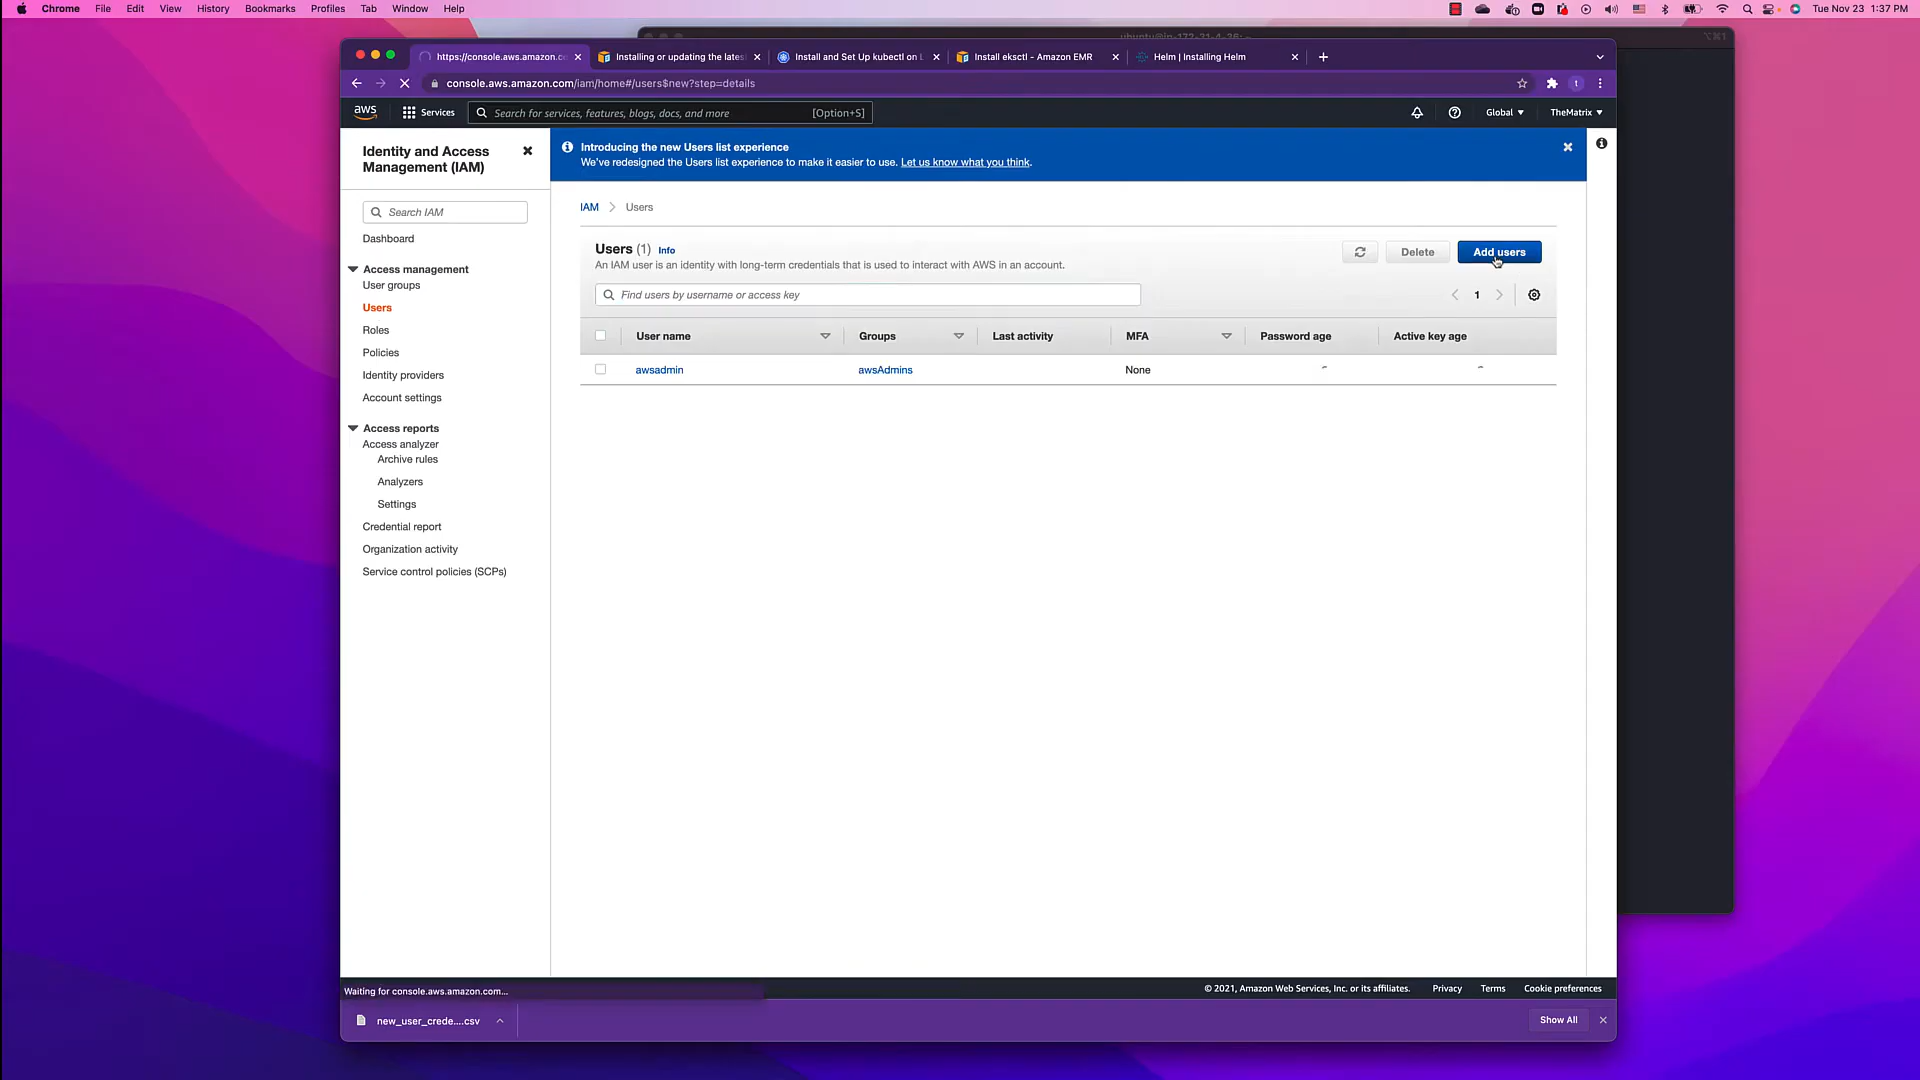 Chrome File Edit View History Bookmarks Profiles Tab Window Help Tue Nov 23 1:37 PM
https://console.aws.amazon.co Installing or updating the lates Install and Set Up kubectl on Install eksctl - Amazon EMR Helm | Installing Helm
console.aws.amazon.com/iam/home#/users$new?step=details
aws Services Search for services, features, blogs, docs, and more [Option+S] Global TheMatrix
Identity and Access
Management (IAM)
Search IAM
Dashboard
Access management
User groups
Users
Roles
Policies
Identity providers
Account settings
Access reports
Access analyzer
Archive rules
Analyzers
Settings
Credential report
Organization activity
Service control policies (SCPs)
Introducing the new Users list experience
We've redesigned the Users list experience to make it easier to use. Let us know what you think.
IAM Users
Users (1) Info
An IAM user is an identity with long-term credentials that is used to interact with AWS in an account.
Delete Add users
Find users by username or access key 1
User name Groups Last activity MFA Password age Active key age
awsadmin awsAdmins None
Waiting for console.aws.amazon.com...
© 2021, Amazon Web Services, Inc. or its affiliates. Privacy Terms Cookie preferences
new_user_crede....csv Show All